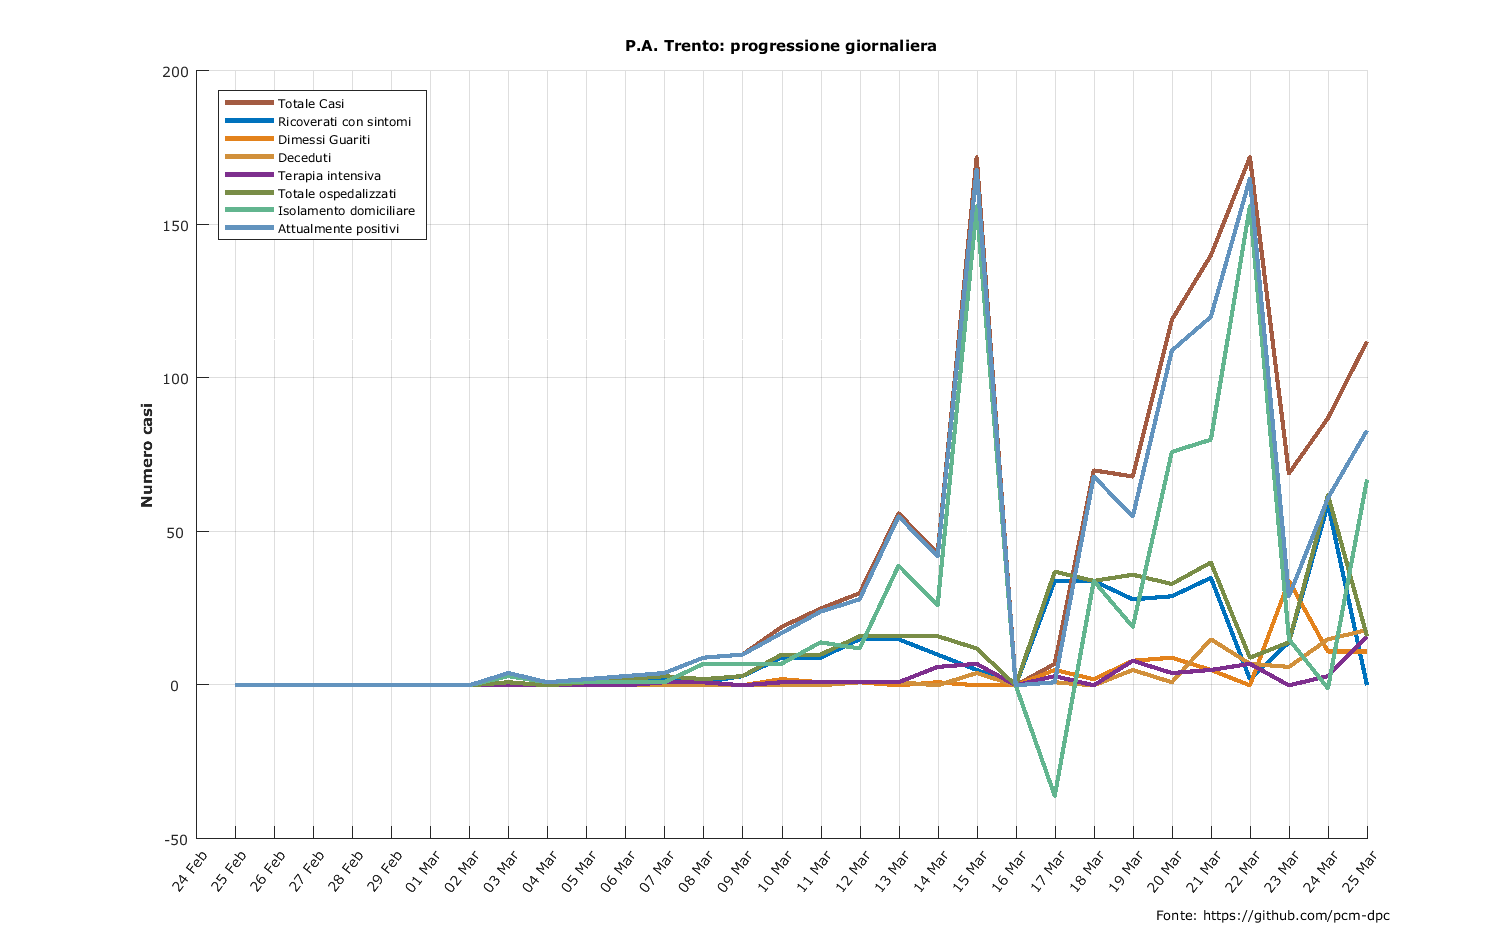 P.A. Trento: progressione giornaliera
200
150
100
50
0
-50
Numero casi
Totale Casi
Ricoverati con sintomi
Dimessi Guariti
Deceduti
Terapia intensiva
Totale ospedalizzati
Isolamento domiciliare
Attualmente positivi
24 Feb
25 Feb
26 Feb
27 Feb
28 Feb
29 Feb
01 Mar
02 Mar
03 Mar
04 Mar
05 Mar
06 Mar
07 Mar
08 Mar
09 Mar
10 Mar
11 Mar
12 Mar
13 Mar
14 Mar
15 Mar
16 Mar
17 Mar
18 Mar
19 Mar
20 Mar
21 Mar
22 Mar
23 Mar
24 Mar
25 Mar
Fonte: https://github.com/pcm-dpc